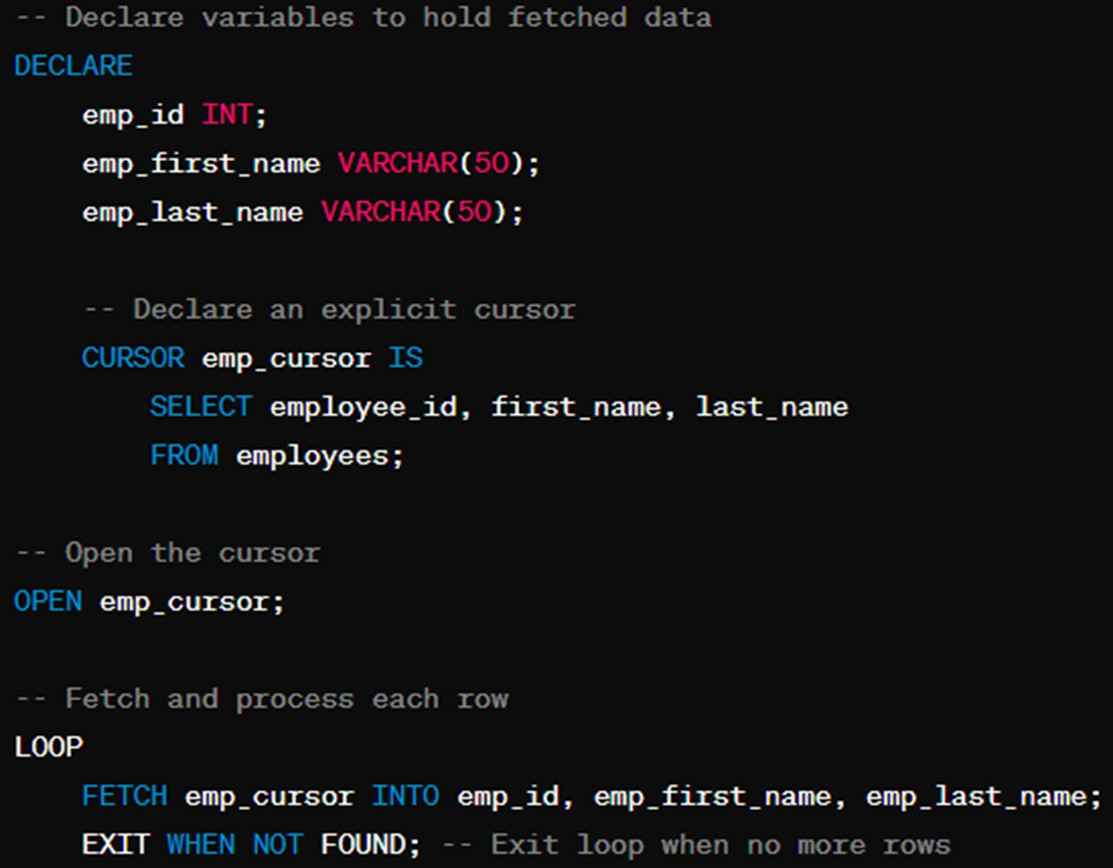 -- Declare variables to hold fetched data
DECLARE
    emp_id INT;
    emp_first_name VARCHAR(50);
    emp_last_name VARCHAR(50);

    -- Declare an explicit cursor
    CURSOR emp_cursor IS
        SELECT employee_id, first_name, last_name
        FROM employees;

-- Open the cursor
OPEN emp_cursor;

-- Fetch and process each row
LOOP
    FETCH emp_cursor INTO emp_id, emp_first_name, emp_last_name;
    EXIT WHEN NOT FOUND; -- Exit loop when no more rows